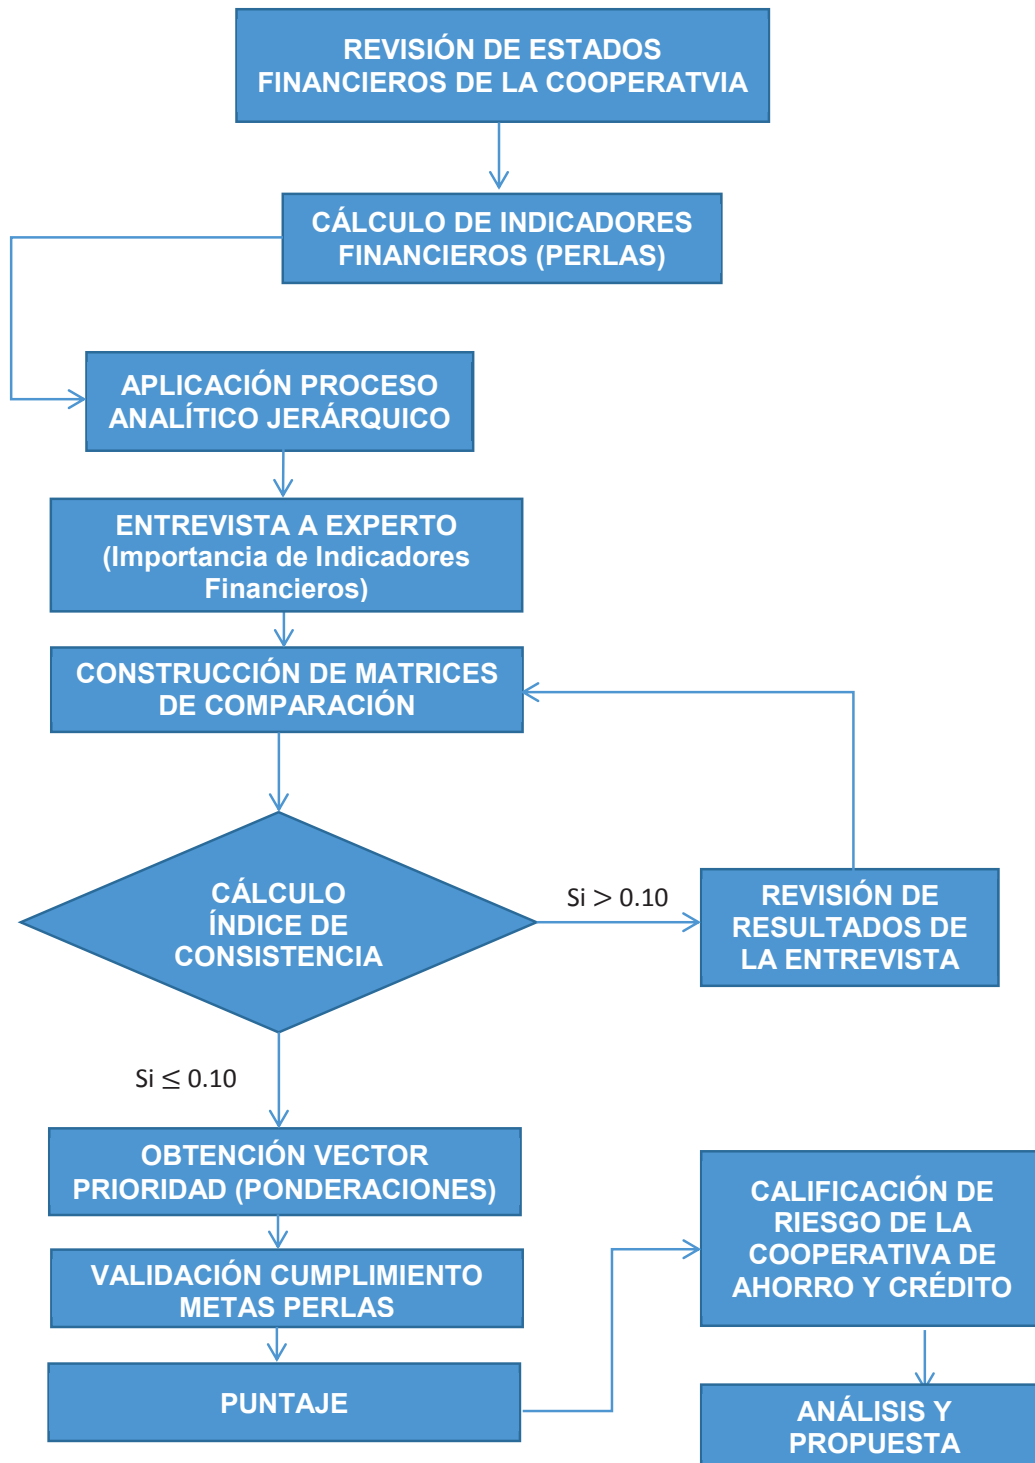 REVISIÓN DE ESTADOS
FINANCIEROS DE LA COOPERATVIA
CÁLCULO DE INDICADORES
FINANCIEROS (PERLAS)
APLICACIÓN PROCESO
ANALÍTICO JERÁRQUICO
ENTREVISTA A EXPERTO
(Importancia de Indicadores
Financieros)
CONSTRUCCIÓN DE MATRICES
DE COMPARACIÓN
CÁLCULO
ÍNDICE DE
CONSISTENCIA
Si > 0.10
REVISIÓN DE
RESULTADOS DE
LA ENTREVISTA
Si ≤ 0.10
OBTENCIÓN VECTOR
PRIORIDAD (PONDERACIONES)
VALIDACIÓN CUMPLIMIENTO
METAS PERLAS
PUNTAJE
CALIFICACIÓN DE
RIESGO DE LA
COOPERATIVA DE
AHORRO Y CRÉDITO
ANÁLISIS Y
PROPUESTA